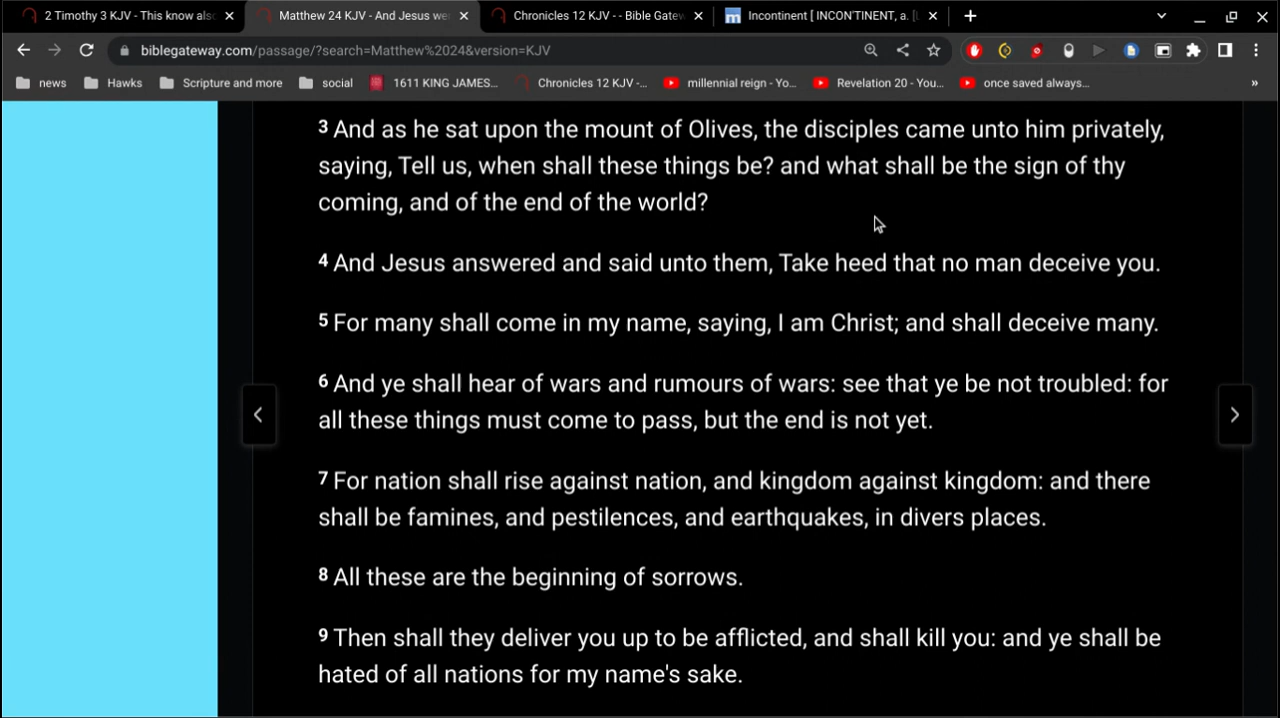 2 Timothy 3 KJV - This know als
Matthew 24 KJV - And Jesus we
Chronicles 12 KJV - - Bible Gatew
Incontinent [ INCON'TINENT, a. [L
biblegateway.com/passage/?search=Matthew%2024&version=KJV
news
Hawks
Scripture and more
social
1611 KING JAMES...
Chronicles 12 KJV -...
millennial reign - Yo...
Revelation 20 - You...
once saved always...
»
3 And as he sat upon the mount of Olives, the disciples came unto him privately,
saying, Tell us, when shall these things be? and what shall be the sign of thy
coming, and of the end of the world?
4 And Jesus answered and said unto them, Take heed that no man deceive you.
5 For many shall come in my name, saying, I am Christ; and shall deceive many.
6 And ye shall hear of wars and rumours of wars: see that ye be not troubled: for
all these things must come to pass, but the end is not yet.
7 For nation shall rise against nation, and kingdom against kingdom: and there
shall be famines, and pestilences, and earthquakes, in divers places.
8 All these are the beginning of sorrows.
9 Then shall they deliver you up to be afflicted, and shall kill you: and ye shall be
hated of all nations for my name's sake.